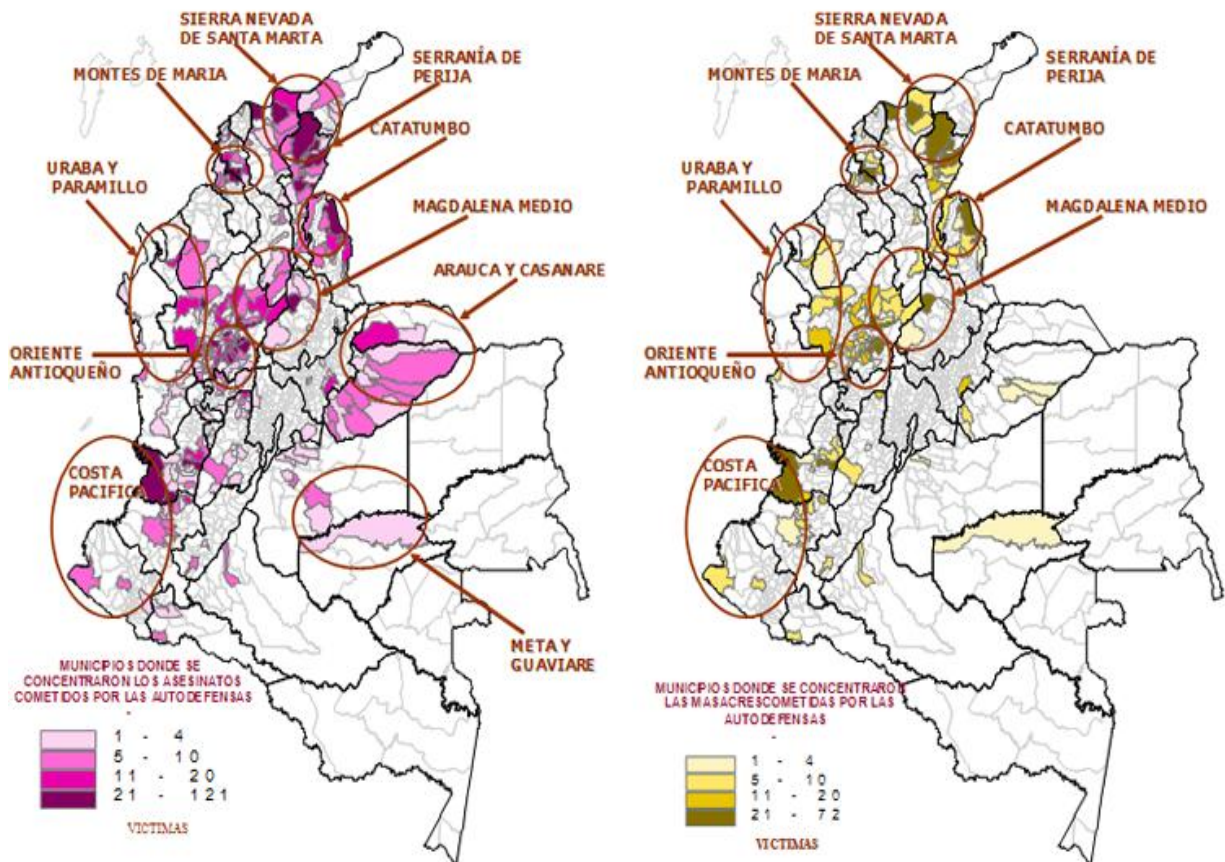 SIERRA NEVADA
DE SANTA MARTA
MONTES DE MARIA
SERRANÍA DE
PERIJA
CATATUMBO
URABA Y
PARAMILLO
MAGDALENA MEDIO
ARAUCA Y CASANARE
ORIENTE
ANTIOQUEÑO
COSTA
PACIFICA
META Y
GUAVIARE
MUNICIPIOS DONDE SE
CONCENTRARON LOS ASESINATOS
COMETIDOS POR LAS AUTODEFENSAS
-
1 - 4
5 - 10
11 - 20
21 - 121
VICTIMAS
SIERRA NEVADA
DE SANTA MARTA
MONTES DE MARIA
SERRANÍA DE
PERIJA
CATATUMBO
URABA Y
PARAMILLO
MAGDALENA MEDIO
ORIENTE
ANTIOQUEÑO
COSTA
PACIFICA
MUNICIPIOS DONDE SE CONCENTRARON
LAS MASACRES COMETIDAS POR LAS
AUTODEFENSAS
-
1 - 4
5 - 10
11 - 20
21 - 72
VICTIMAS